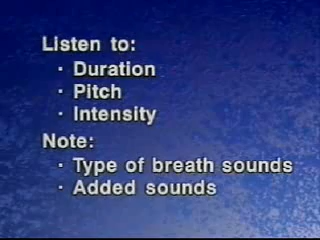 Listen to:
· Duration
· Pitch
· Intensity
Note:
· Type of breath sounds
· Added sounds